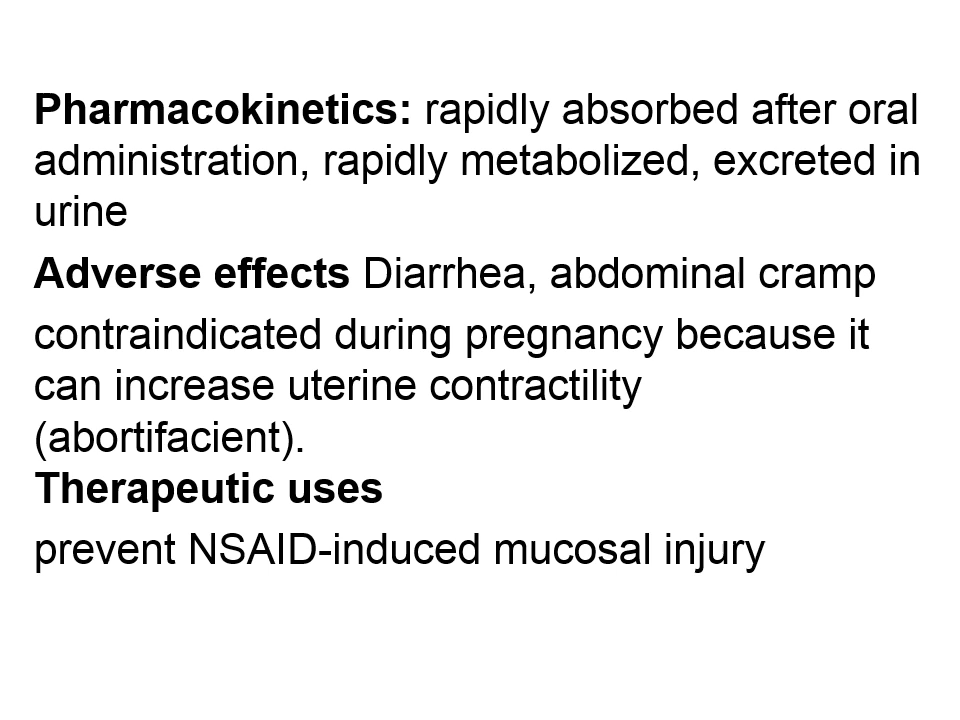 Pharmacokinetics: rapidly absorbed after oral
administration, rapidly metabolized, excreted in
urine
Adverse effects Diarrhea, abdominal cramp
contraindicated during pregnancy because it
can increase uterine contractility
(abortifacient).
Therapeutic uses
prevent NSAID-induced mucosal injury